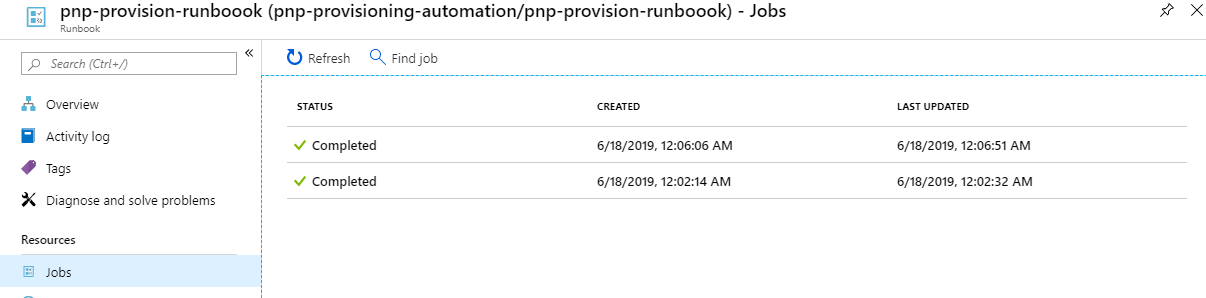 pnp-provision-runboook (pnp-provisioning-automation/pnp-provision-runboook) - Jobs
Runbook
Search (Ctrl+/)
Overview
Activity log
Tags
Diagnose and solve problems
Resources
Jobs
Refresh Find job
STATUS CREATED LAST UPDATED
Completed 6/18/2019, 12:06:06 AM 6/18/2019, 12:06:51 AM
Completed 6/18/2019, 12:02:14 AM 6/18/2019, 12:02:32 AM